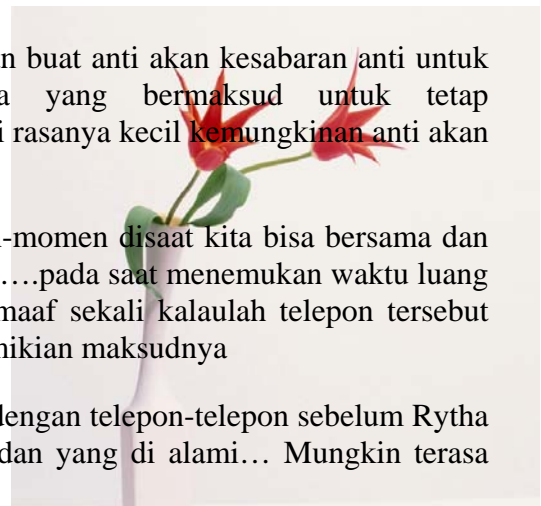 n buat anti akan kesabaran anti untuk
a yang bermaksud untuk tetap
i rasanya kecil kemungkinan anti akan
-momen disaat kita bisa bersama dan
….pada saat menemukan waktu luang
maaf sekali kalaulah telepon tersebut
nikian maksudnya
dengan telepon-telepon sebelum Rytha
dan yang di alami… Mungkin terasa